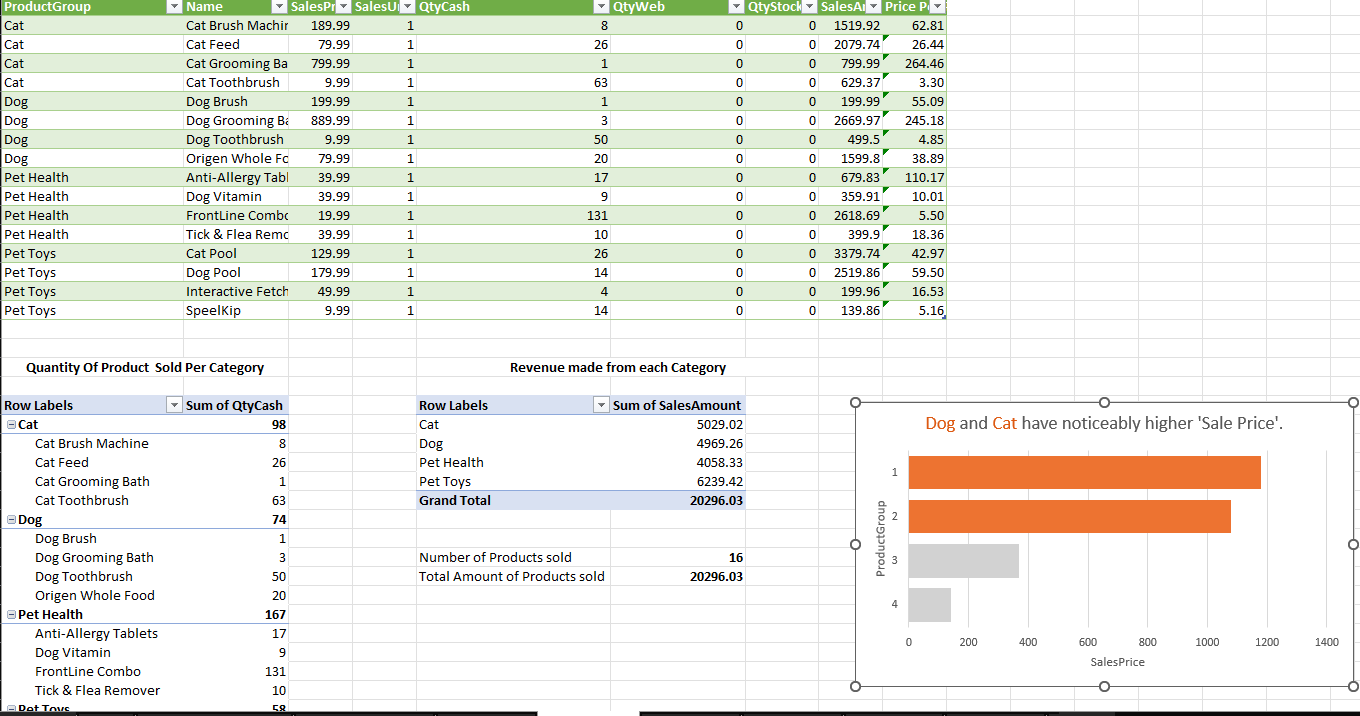 ProductGroup Name SalesPr SalesU QtyCash QtyWeb QtyStock SalesAr Price P
Cat Cat Brush Machir 189.99 1 8 0 0 1519.92 62.81
Cat Cat Feed 79.99 1 26 0 0 2079.74 26.44
Cat Cat Grooming Ba 799.99 1 1 0 0 799.99 264.46
Cat Cat Toothbrush 9.99 1 63 0 0 629.37 3.30
Dog Dog Brush 199.99 1 1 0 0 199.99 55.09
Dog Dog Grooming Ba 889.99 1 3 0 0 2669.97 245.18
Dog Dog Toothbrush 9.99 1 50 0 0 499.5 4.85
Dog Origen Whole Fo 79.99 1 20 0 0 1599.8 38.89
Pet Health Anti-Allergy Tabl 39.99 1 17 0 0 679.83 110.17
Pet Health Dog Vitamin 39.99 1 9 0 0 359.91 10.01
Pet Health FrontLine Combo 19.99 1 131 0 0 2618.69 5.50
Pet Health Tick & Flea Remo 39.99 1 10 0 0 399.9 18.36
Pet Toys Cat Pool 129.99 1 26 0 0 3379.74 42.97
Pet Toys Dog Pool 179.99 1 14 0 0 2519.86 59.50
Pet Toys Interactive Fetch 49.99 1 4 0 0 199.96 16.53
Pet Toys SpeelKip 9.99 1 14 0 0 139.86 5.16
Quantity Of Product Sold Per Category
Row Labels Sum of QtyCash
Cat 98
Cat Brush Machine 8
Cat Feed 26
Cat Grooming Bath 1
Cat Toothbrush 63
Dog 74
Dog Brush 1
Dog Grooming Bath 3
Dog Toothbrush 50
Origen Whole Food 20
Pet Health 167
Anti-Allergy Tablets 17
Dog Vitamin 9
FrontLine Combo 131
Tick & Flea Remover 10
Pet Toys 58
Revenue made from each Category
Row Labels Sum of SalesAmount
Cat 5029.02
Dog 4969.26
Pet Health 4058.33
Pet Toys 6239.42
Grand Total 20296.03
Number of Products sold 16
Total Amount of Products sold 20296.03
Dog and Cat have noticeably higher 'Sale Price'.
ProductGroup
1
2
3
4
0 200 400 600 800 1000 1200 1400
SalesPrice